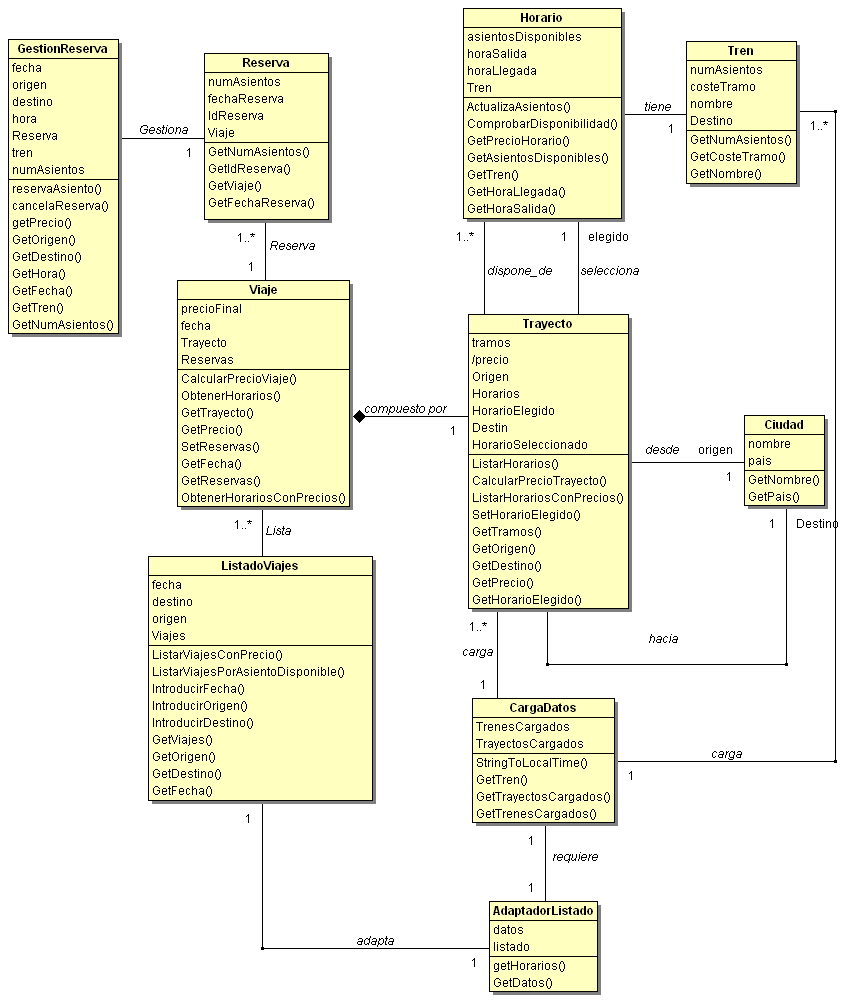 GestionReserva
fecha
origen
destino
hora
Reserva
tren
numAsientos
reservaAsiento()
cancelaReserva()
getPrecio()
GetOrigen()
GetDestino()
GetHora()
GetFecha()
GetTren()
GetNumAsientos()
Gestiona
1
Reserva
numAsientos
fechaReserva
IdReserva
Viaje
GetNumAsientos()
GetIdReserva()
GetViaje()
GetFechaReserva()
1..*
Reserva
1
Horario
asientosDisponibles
horaSalida
horaLlegada
Tren
ActualizaAsientos()
ComprobarDisponibilidad()
GetPrecioHorario()
GetAsientosDisponibles()
GetTren()
GetHoraLlegada()
GetHoraSalida()
tiene
1
Tren
numAsientos
costeTramo
nombre
Destino
GetNumAsientos()
GetCosteTramo()
GetNombre()
1..*
1..*
1
elegido
dispone_de
selecciona
Viaje
precioFinal
fecha
Trayecto
Reservas
CalcularPrecioViaje()
ObtenerHorarios()
GetTrayecto()
GetPrecio()
SetReservas()
GetFecha()
GetReservas()
ObtenerHorariosConPrecios()
compuesto por
1
Trayecto
tramos
/precio
Origen
Horarios
HorarioElegido
Destin
HorarioSeleccionado
ListarHorarios()
CalcularPrecioTrayecto()
ListarHorariosConPrecios()
SetHorarioElegido()
GetTramos()
GetOrigen()
GetDestino()
GetPrecio()
GetHorarioElegido()
desde
origen
1
Ciudad
nombre
pais
GetNombre()
GetPais()
1
Destino
hacia
1..*
Lista
ListadoViajes
fecha
destino
origen
Viajes
ListarViajesConPrecio()
ListarViajesPorAsientoDisponible()
IntroducirFecha()
IntroducirOrigen()
IntroducirDestino()
GetViajes()
GetOrigen()
GetDestino()
GetFecha()
1
1..*
carga
1
CargaDatos
TrenesCargados
TrayectosCargados
StringToLocalTime()
GetTren()
GetTrayectosCargados()
GetTrenesCargados()
carga
1
1
requiere
1
AdaptadorListado
datos
listado
getHorarios()
GetDatos()
adapta
1